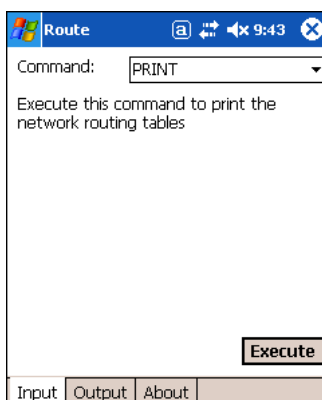 Route a 9:43
Command: PRINT
Execute this command to print the
network routing tables
Execute
Input Output About